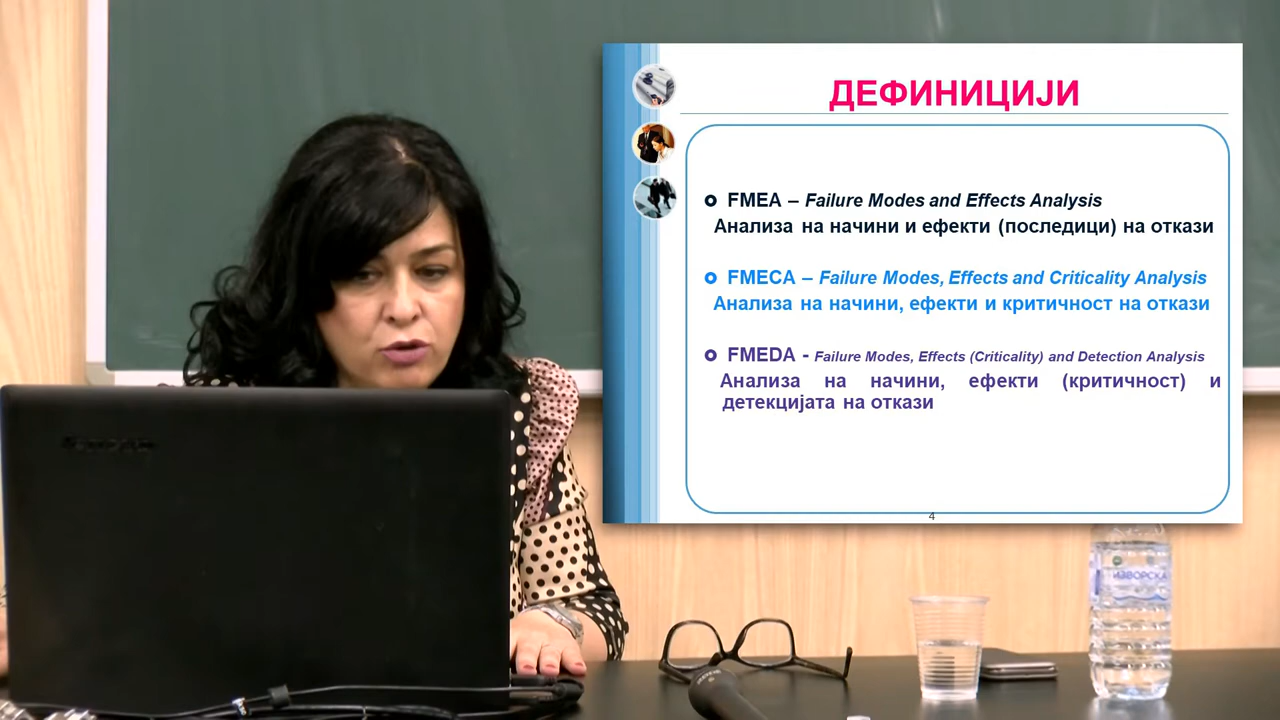 ДЕФИНИЦИЈИ
FMEA – Failure Modes and Effects Analysis
Анализа на начини и ефекти (последици) на откази
FMECA – Failure Modes, Effects and Criticality Analysis
Анализа на начини, ефекти и критичност на откази
FMEDA - Failure Modes, Effects (Criticality) and Detection Analysis
Анализа на начини, ефекти (критичност) и
детекцијата на откази
4
ИЗВОРСКА